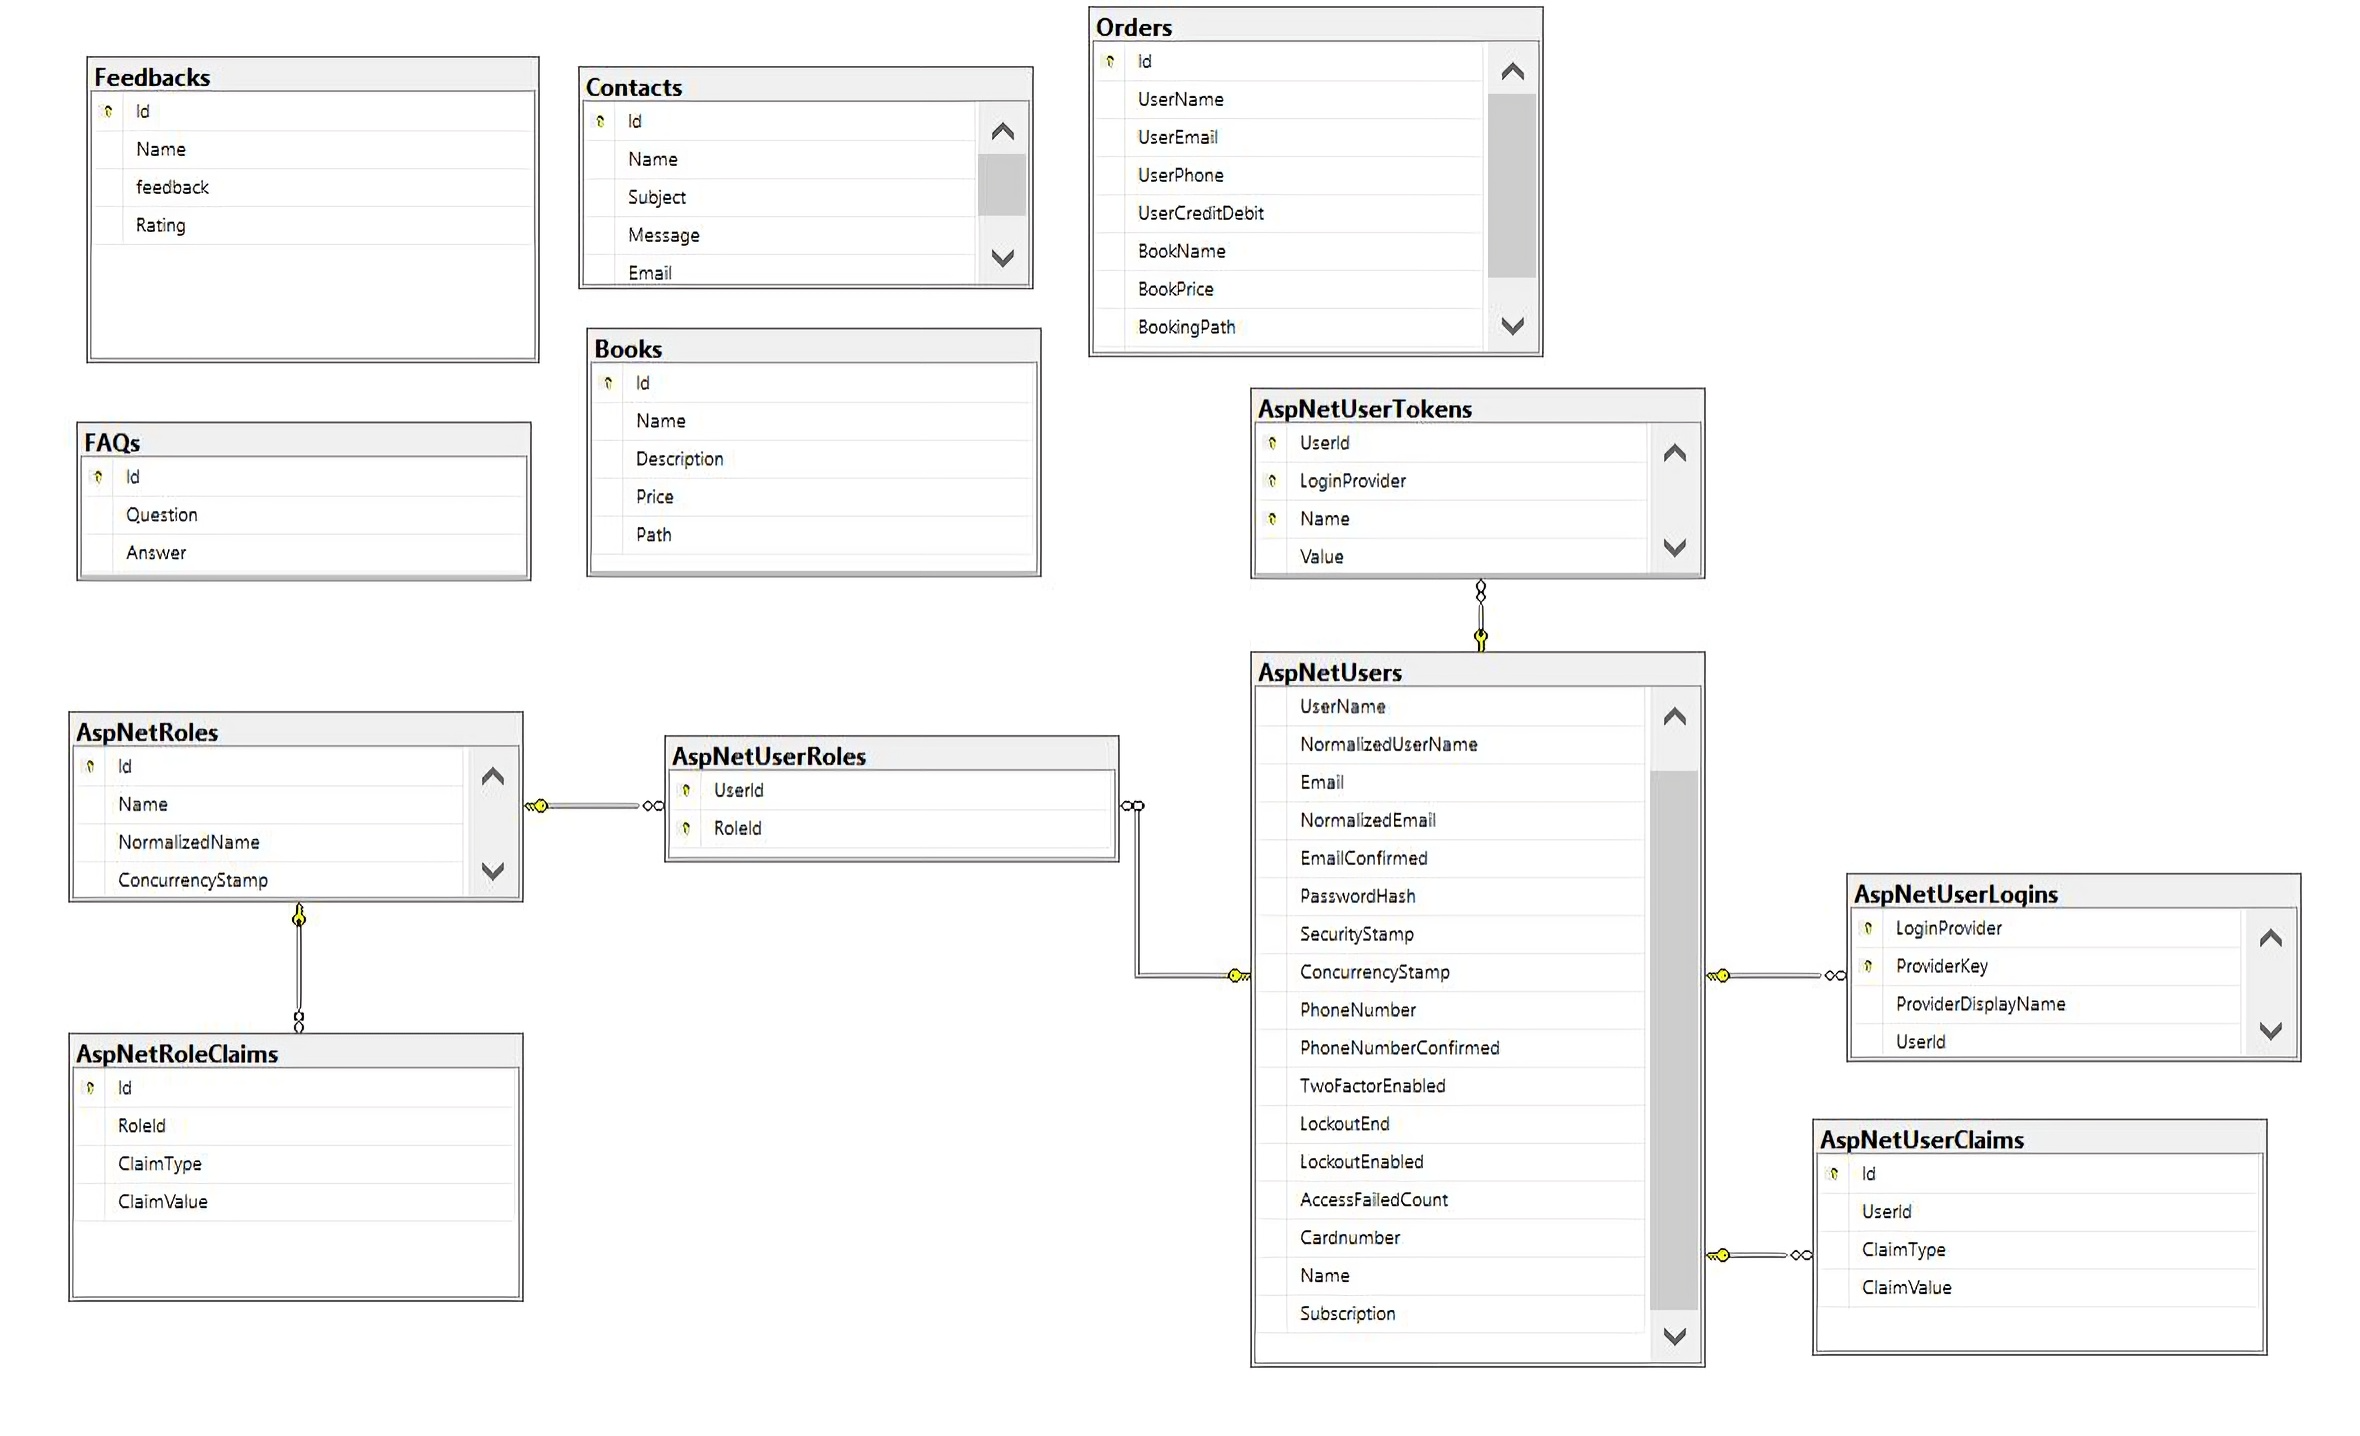 Feedbacks
Id
Name
feedback
Rating
Contacts
Id
Name
Subject
Message
Email
Orders
Id
UserName
UserEmail
UserPhone
UserCreditDebit
BookName
BookPrice
BookingPath
FAQs
Id
Question
Answer
Books
Id
Name
Description
Price
Path
AspNetUserTokens
UserId
LoginProvider
Name
Value
AspNetRoles
Id
Name
NormalizedName
ConcurrencyStamp
AspNetUserRoles
UserId
RoleId
AspNetUsers
UserName
NormalizedUserName
Email
NormalizedEmail
EmailConfirmed
PasswordHash
SecurityStamp
ConcurrencyStamp
PhoneNumber
PhoneNumberConfirmed
TwoFactorEnabled
LockoutEnd
LockoutEnabled
AccessFailedCount
Cardnumber
Name
Subscription
AspNetUserLogins
LoginProvider
ProviderKey
ProviderDisplayName
UserId
AspNetRoleClaims
Id
RoleId
ClaimType
ClaimValue
AspNetUserClaims
Id
UserId
ClaimType
ClaimValue